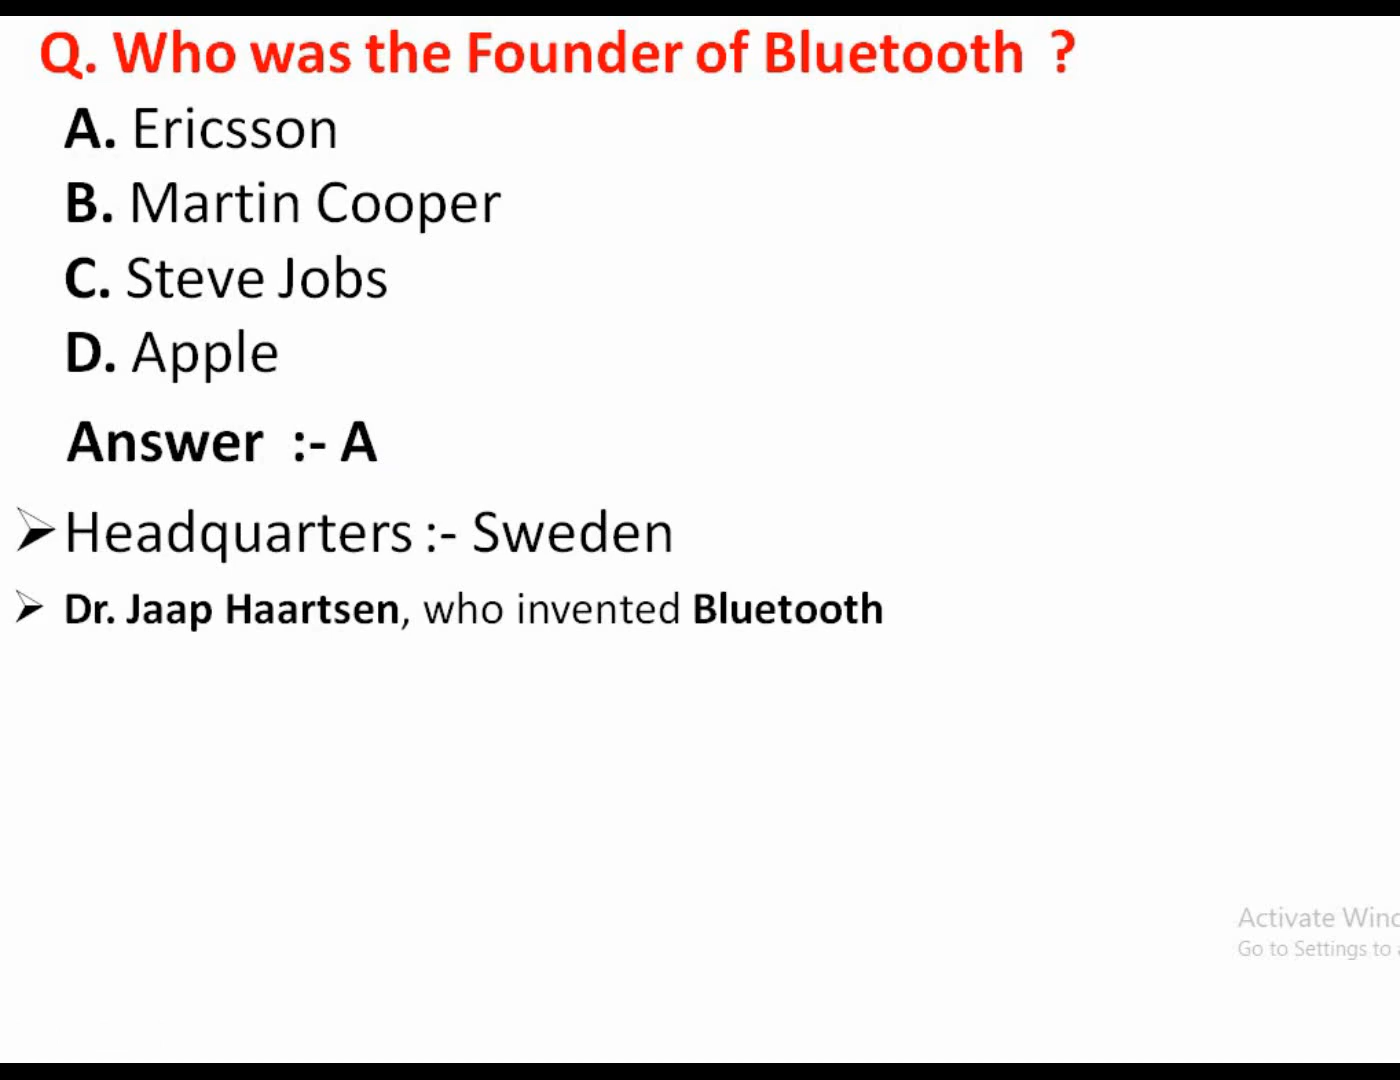 Q. Who was the Founder of Bluetooth ?
A. Ericsson
B. Martin Cooper
C. Steve Jobs
D. Apple
Answer :- A
➢Headquarters :- Sweden
➢ Dr. Jaap Haartsen, who invented Bluetooth
Activate
Go to Settings to